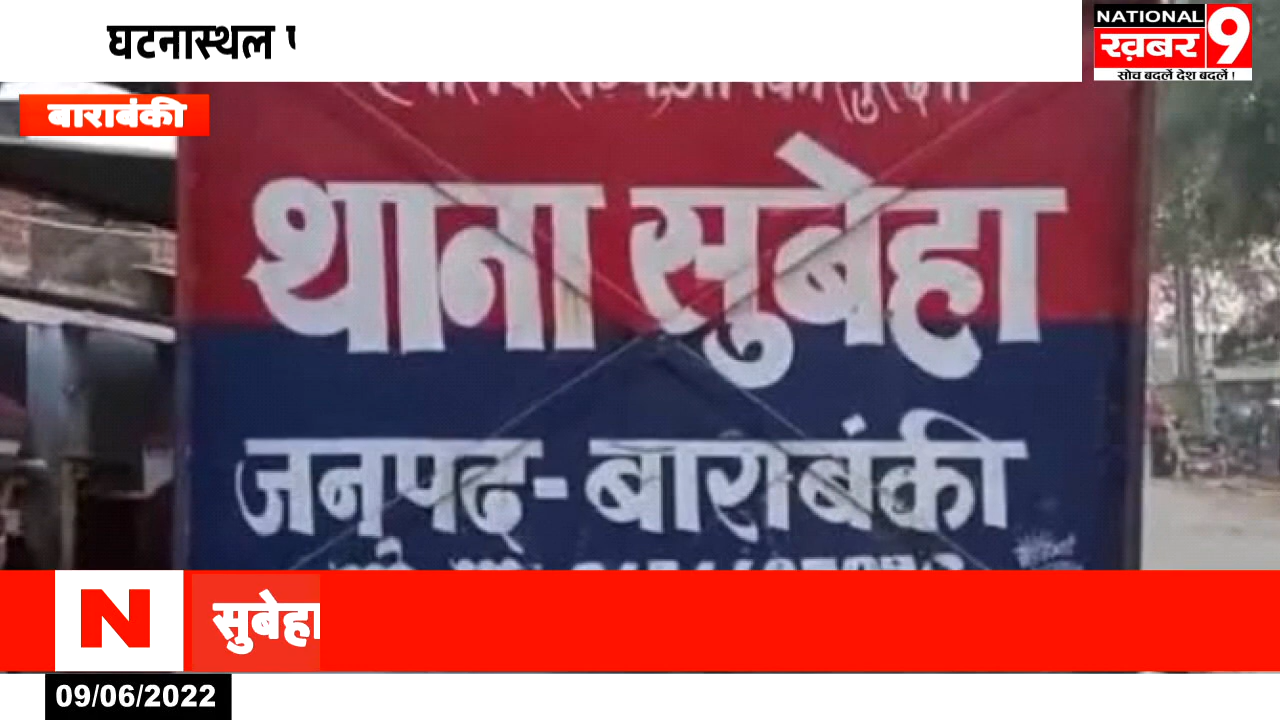 घटनास्थल
NATIONAL
ख़बर 9
सोच बदलें देश बदलें !
बाराबंकी
थाना सुबेहा
जनपद-बाराबंकी
N
सुबेहा
09/06/2022